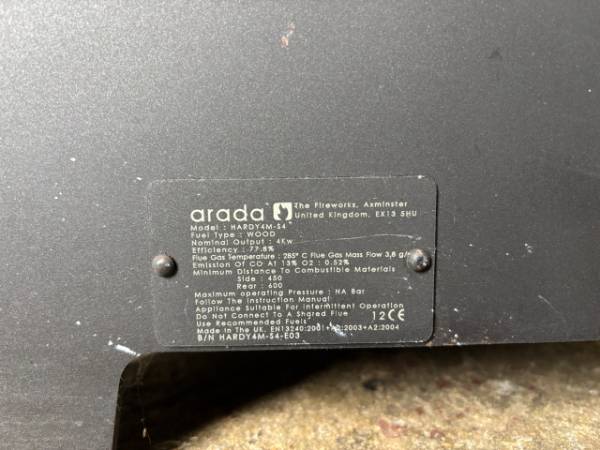 arada The Fireworks, Axminster
United Kingdom, EX13 5HU
Model : HARDY4M-S4
Fuel Type : WOOD
Nominal Output : 4Kw
Efficiency : 77.8%
Flue Gas Temperature : 285° C Flue Gas Mass Flow 3,8 g/
Emission Of CO At 13% O2 : 0.52%
Minimum Distance To Combustible Materials
Side : 450
Rear : 600
Maximum operating Pressure : NA Bar
Follow The Instruction Manual
Appliance Suitable For Intermittent Operation
Do Not Connect To A Shared Flue
Use Recommended Fuels
12 CE
Made In The UK. EN13240:2001+A2:2003+A2:2004
B/N HARDY4M-S4-E03